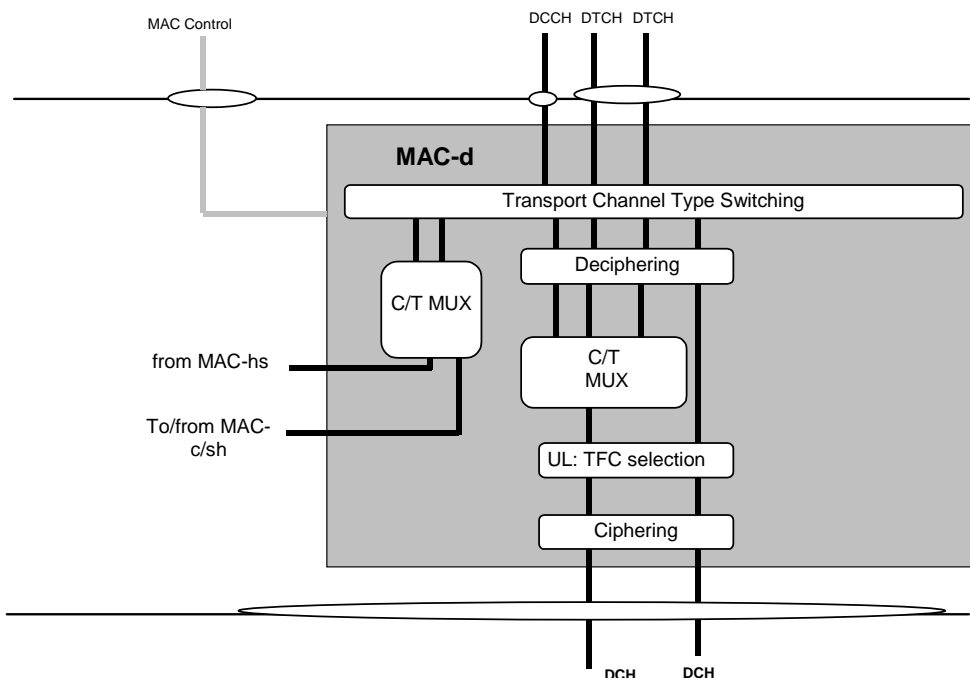 MAC Control
DCCH DTCH DTCH
MAC-d
Transport Channel Type Switching
Deciphering
C/T MUX
C/T
MUX
from MAC-hs
To/from MAC-
c/sh
UL: TFC selection
Ciphering
DCH DCH